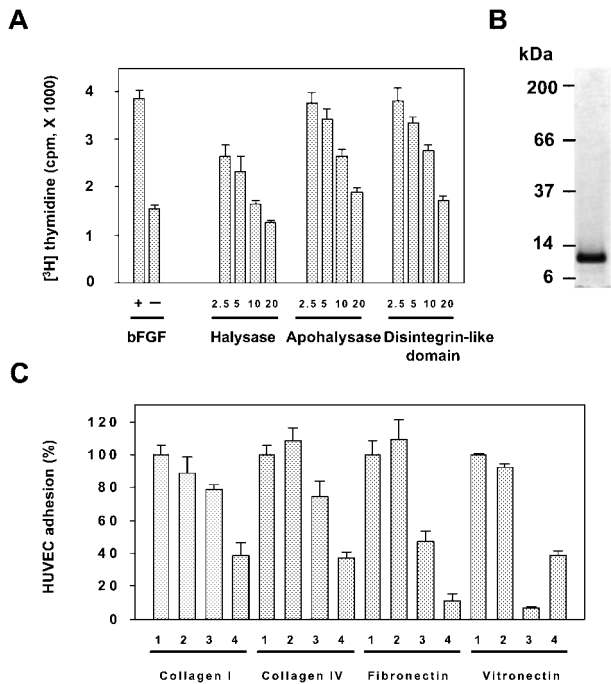 A
B
[³H] thymidine (cpm, X 1000)
4
3
2
1
0
+ − 2.5 5 10 20 2.5 5 10 20 2.5 5 10 20
bFGF Halysase Apohalysase Disintegrin-like
domain
kDa
200
66
37
14
6
C
HUVEC adhesion (%)
120
100
80
60
40
20
0
1 2 3 4 1 2 3 4 1 2 3 4 1 2 3 4
Collagen I Collagen IV Fibronectin Vitronectin